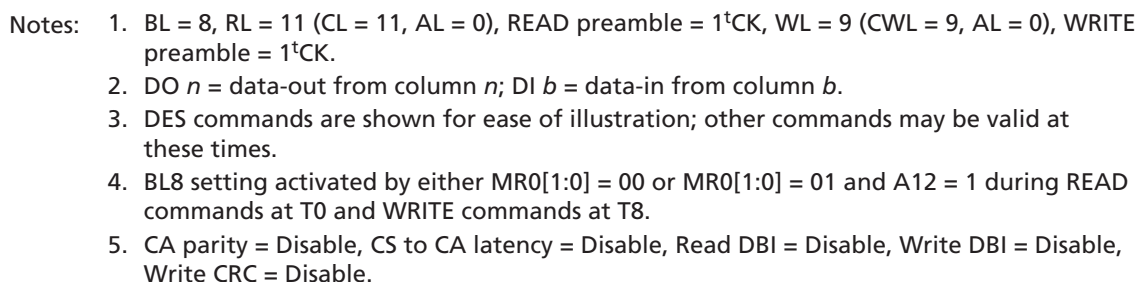 Notes: 1. BL = 8, RL = 11 (CL = 11, AL = 0), READ preamble = 1ᵗCK, WL = 9 (CWL = 9, AL = 0), WRITE
preamble = 1ᵗCK.
2. DO n = data-out from column n; DI b = data-in from column b.
3. DES commands are shown for ease of illustration; other commands may be valid at
these times.
4. BL8 setting activated by either MR0[1:0] = 00 or MR0[1:0] = 01 and A12 = 1 during READ
commands at T0 and WRITE commands at T8.
5. CA parity = Disable, CS to CA latency = Disable, Read DBI = Disable, Write DBI = Disable,
Write CRC = Disable.